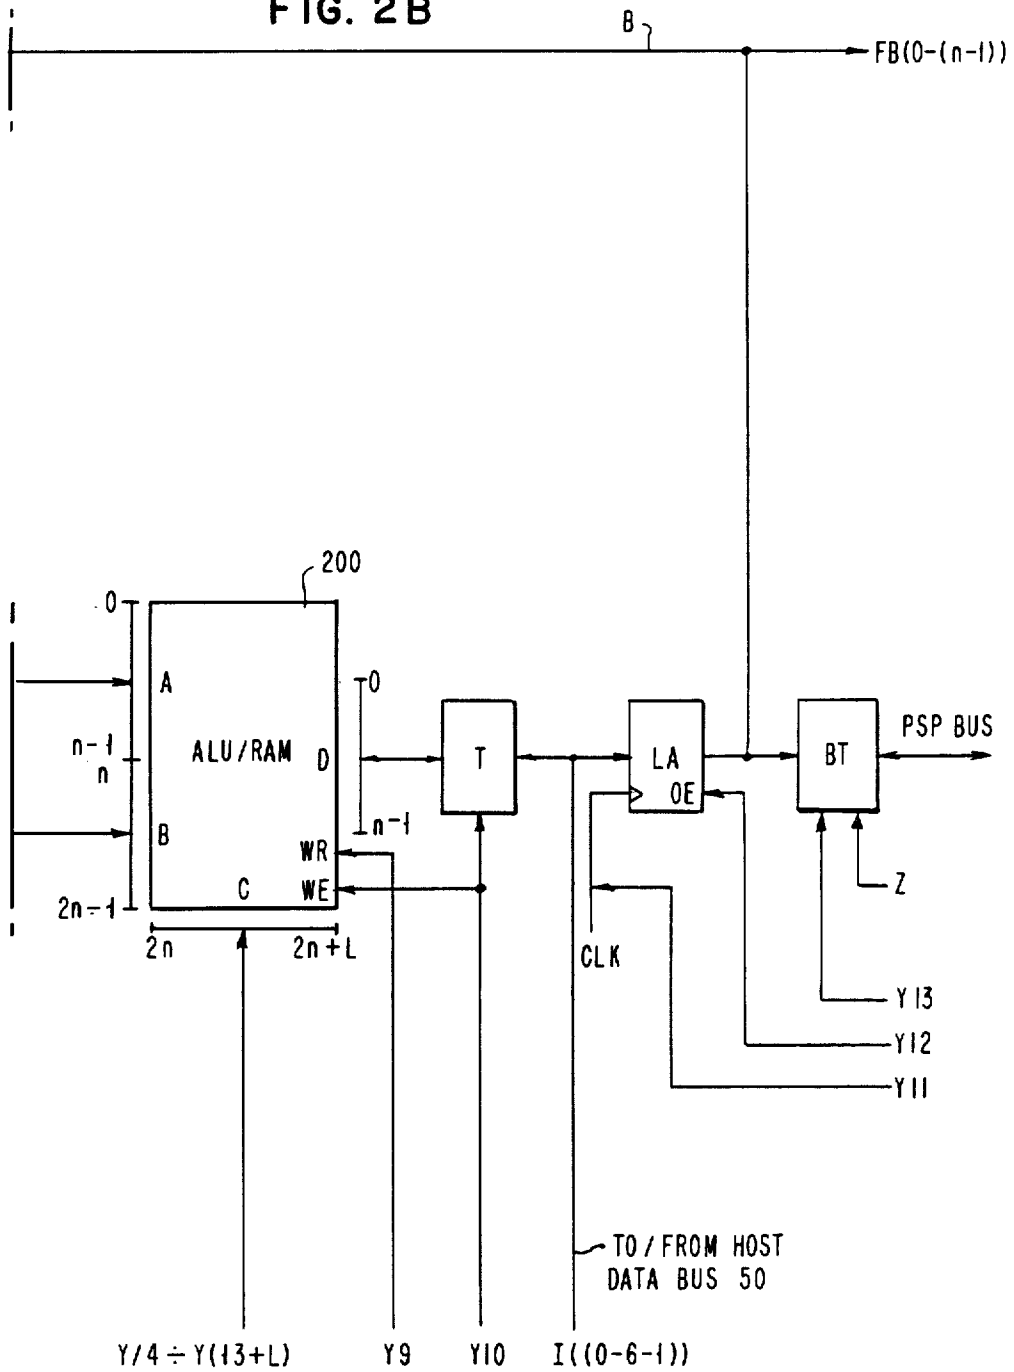 FIG. 2B
B
FB(0-(n-1))
200
0
A
0
n-1
n
ALU/RAM
D
T
LA
BT
PSP BUS
OE
B
n-1
WR
C
WE
Z
2n-1
2n
2n+L
CLK
Y13
Y12
Y11
TO/FROM HOST
DATA BUS 50
Y/4 ÷ Y(13+L)
Y9
Y10
I((0-6-1))